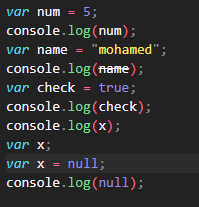 var num = 5;
console.log(num);
var name = "mohamed";
console.log(name);
var check = true;
console.log(check);
console.log(x);
var x;
var x = null;
console.log(null);